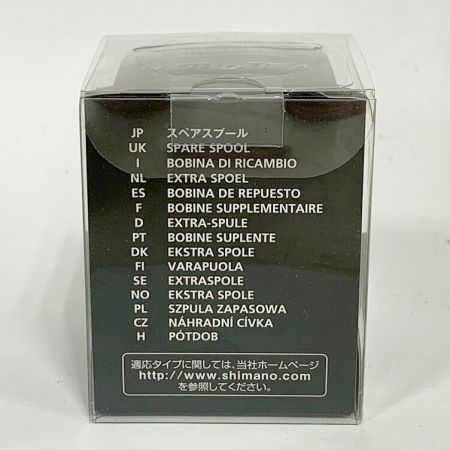 JP スペアスプール
UK SPARE SPOOL
I BOBINA DI RICAMBIO
NL EXTRA SPOEL
ES BOBINA DE REPUESTO
F BOBINE SUPPLEMENTAIRE
D EXTRA-SPULE
PT BOBINE SUPLENTE
DK EKSTRA SPOLE
FI VARAPUOLA
SE EXTRASPOLE
NO EKSTRA SPOLE
PL SZPULA ZAPASOWA
CZ NÁHRADNÍ CÍVKA
H PÓTDOB
適応タイプに関しては、当社ホームページ
http://www.shimano.com
を参照してください。